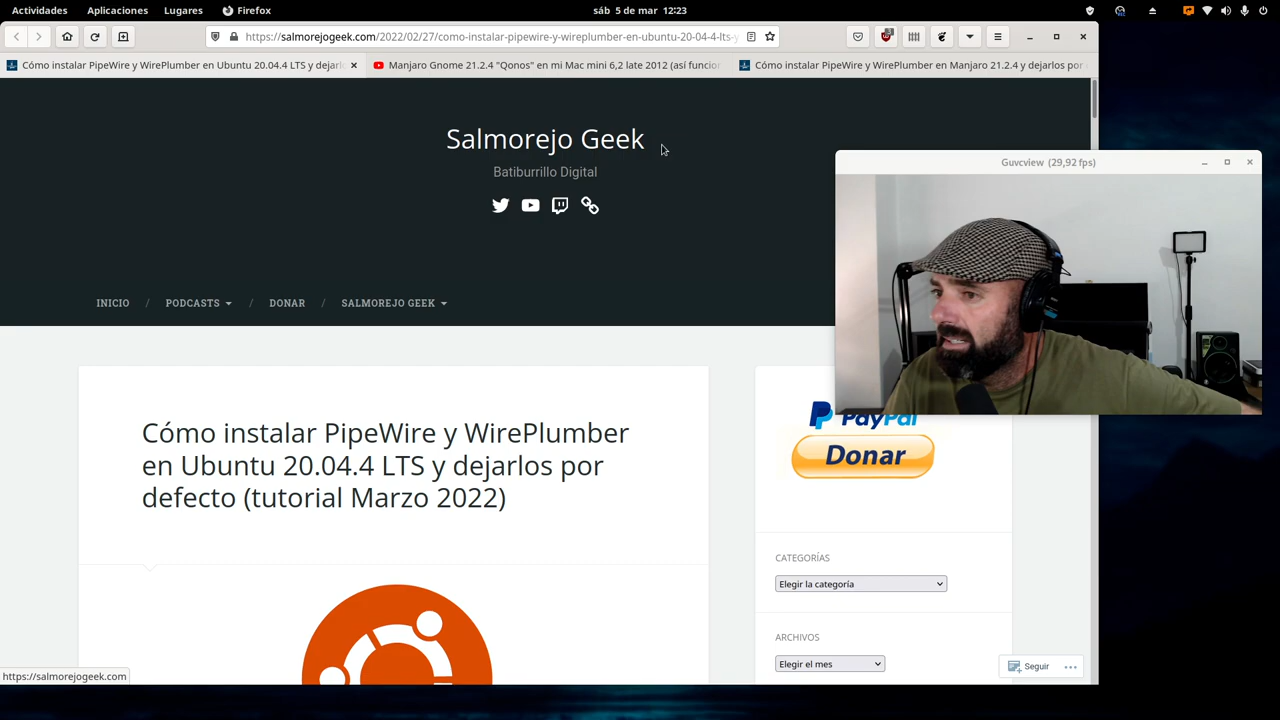 Actividades Aplicaciones Lugares Firefox sáb 5 de mar 12:23
https://salmorejogeek.com/2022/02/27/como-instalar-pipewire-y-wireplumber-en-ubuntu-20-04-4-lts-y
Cómo instalar PipeWire y WirePlumber en Ubuntu 20.04.4 LTS y dejarl
Manjaro Gnome 21.2.4 "Qonos" en mi Mac mini 6,2 late 2012 (así funcio
Cómo instalar PipeWire y WirePlumber en Manjaro 21.2.4 y dejarlos por
Salmorejo Geek
Batiburrillo Digital
INICIO / PODCASTS / DONAR / SALMOREJO GEEK
Guvcview (29,92 fps)
Cómo instalar PipeWire y WirePlumber
en Ubuntu 20.04.4 LTS y dejarlos por
defecto (tutorial Marzo 2022)
PayPal
Donar
CATEGORÍAS
Elegir la categoría
ARCHIVOS
Elegir el mes
Seguir
https://salmorejogeek.com